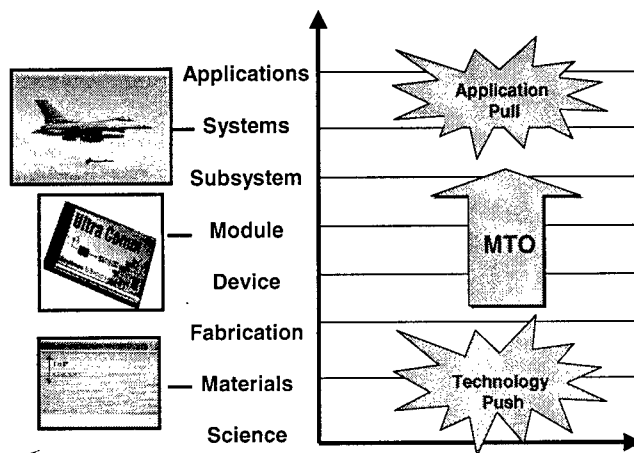 Applications
Systems
Subsystem
Module
Device
Fabrication
Materials
Science
Ultra Comm
Application
Pull
MTO
Technology
Push